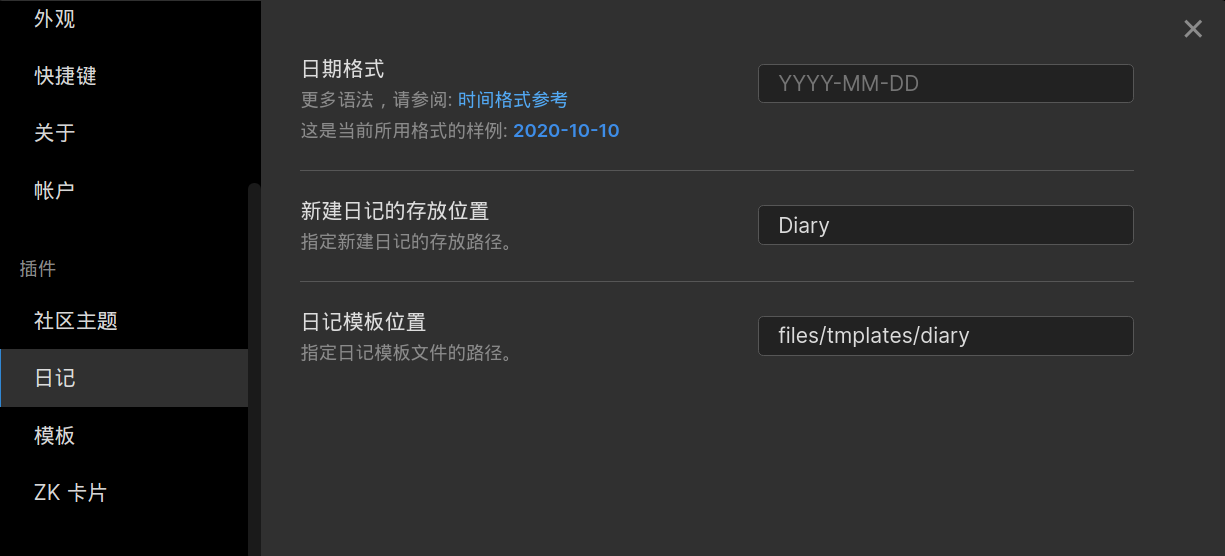 外观
快捷键
关于
帐户
插件
社区主题
日记
模板
ZK 卡片
日期格式
更多语法，请参阅: 时间格式参考
这是当前所用格式的样例: 2020-10-10
YYYY-MM-DD
新建日记的存放位置
指定新建日记的存放路径。
Diary
日记模板位置
指定日记模板文件的路径。
files/tmplates/diary